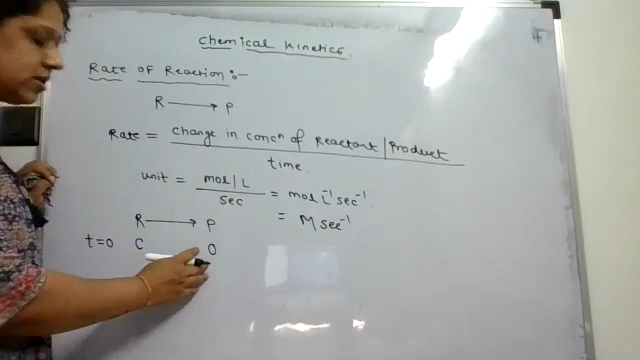 Chemical Kinetics.
Rate of Reaction:-
R ⟶ P
Rate = change in concn of Reactant | Product
time
unit = mol|L = mol L⁻¹ sec⁻¹
sec
= M sec⁻¹
R ⟶ P
t=0 C 0